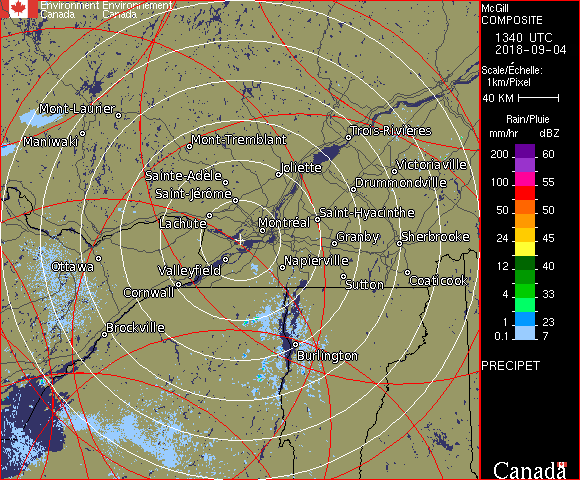 Environment Environnement
Canada Canada
McGill
COMPOSITE
1340 UTC
2018-09-04
Scale/Échelle:
1km/Pixel
40 KM
Rain/Pluie
mm/hr dBZ
200 60
150 55
100 55
50 50
24 45
12 40
4 33
1 23
0.1 7
PRECIPET
Canada
Mont-Laurier
Maniwaki
Mont-Tremblant
Trois-Rivières
Joliette
Victoriaville
Sainte-Adèle
Drummondville
Saint-Jérôme
Lachute
Saint-Hyacinthe
Montréal
Granby
Sherbrooke
Ottawa
Valleyfield
Napierville
Cornwall
Sutton
Coaticook
Brockville
Burlington